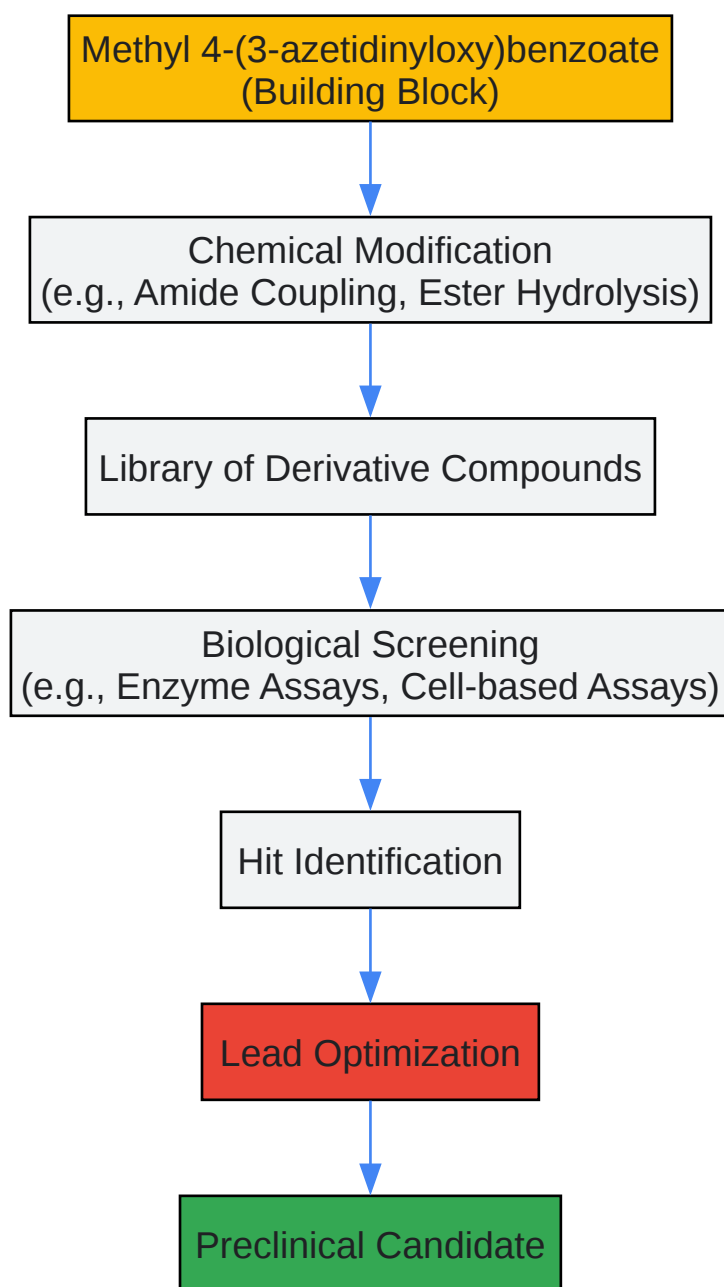 Methyl 4-(3-azetidinyloxy)benzoate
(Building Block)
Chemical Modification
(e.g., Amide Coupling, Ester Hydrolysis)
Library of Derivative Compounds
Biological Screening
(e.g., Enzyme Assays, Cell-based Assays)
Hit Identification
Lead Optimization
Preclinical Candidate